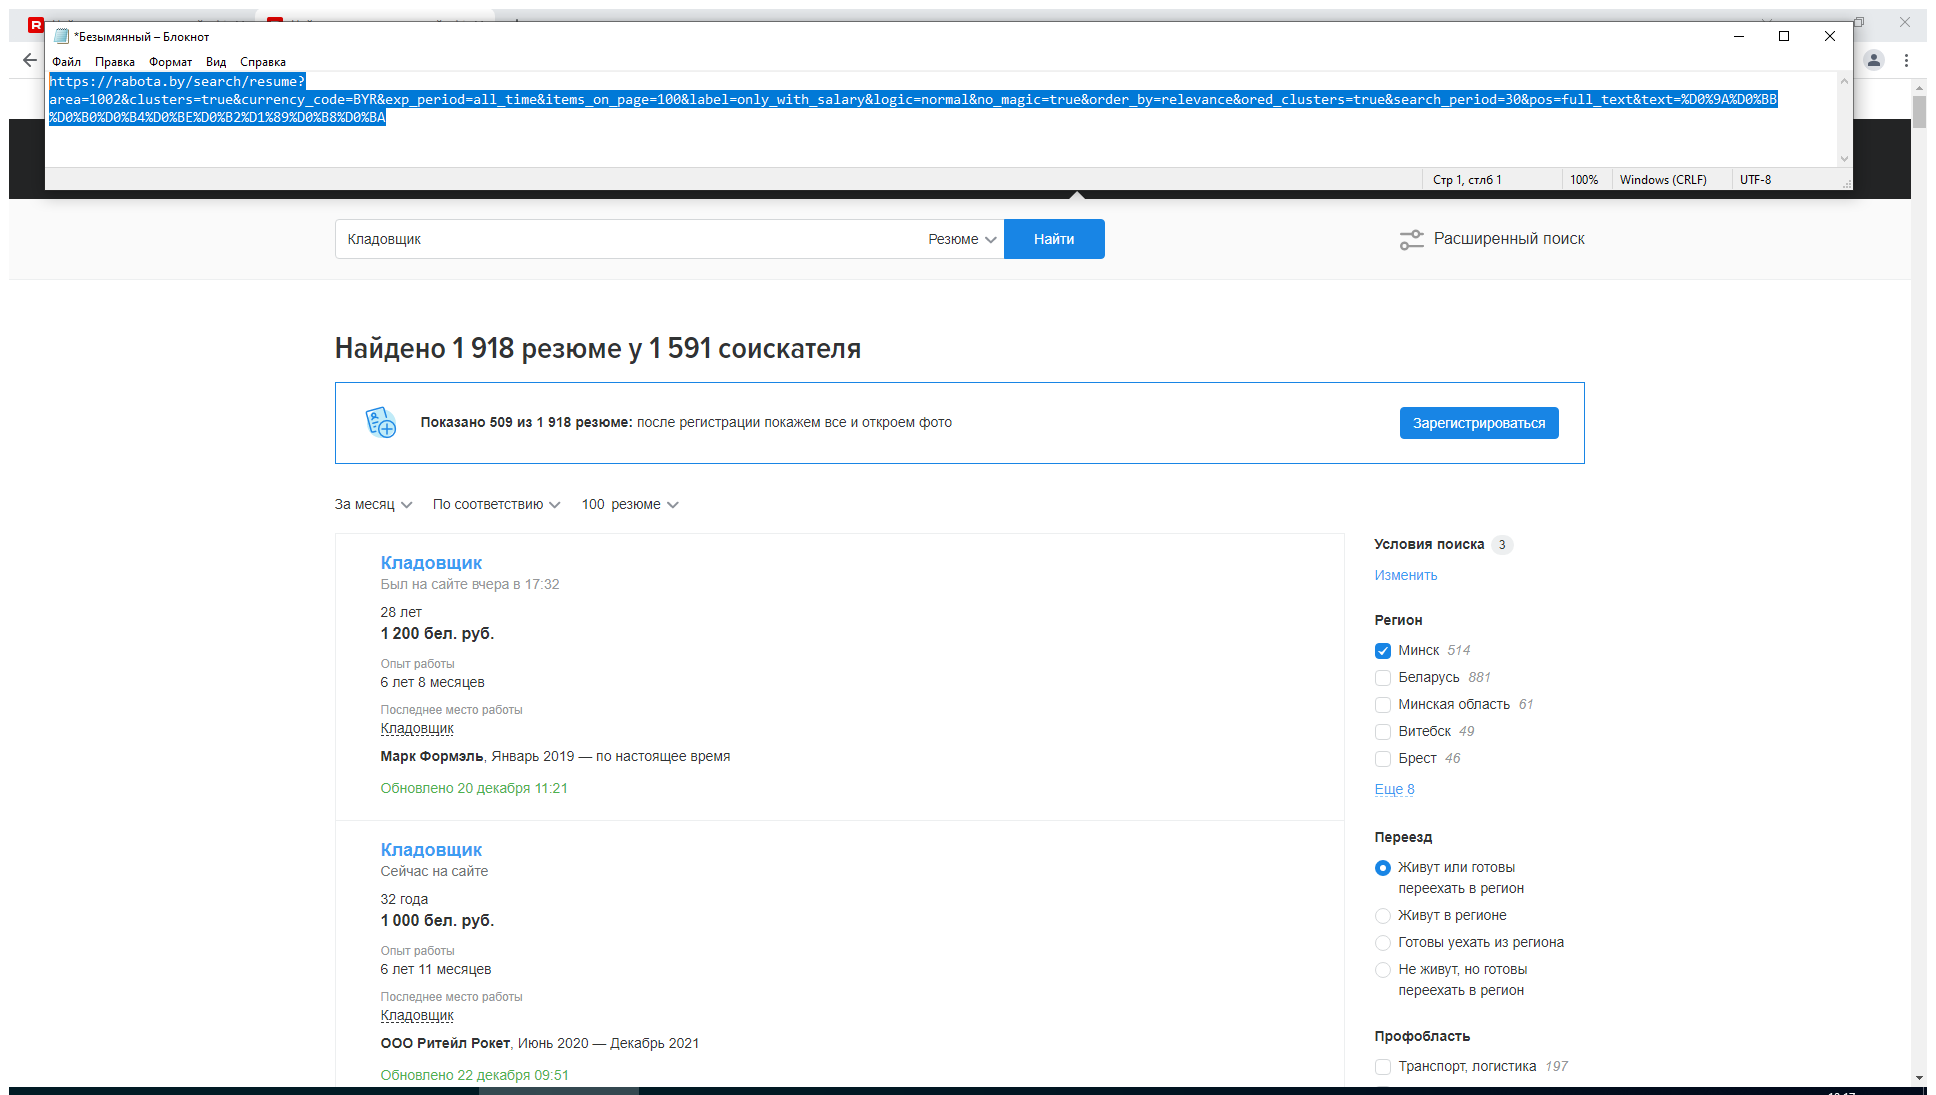 *Безымянный – Блокнот
Файл Правка Формат Вид Справка
https://rabota.by/search/resume?
area=1002&clusters=true&currency_code=BYR&exp_period=all_time&items_on_page=100&label=only_with_salary&logic=normal&no_magic=true&order_by=relevance&ored_clusters=true&search_period=30&pos=full_text&text=%D0%9A%D0%BB
%D0%B0%D0%B4%D0%BE%D0%B2%D1%89%D0%B8%D0%BA
Стр 1, стлб 1 100% Windows (CRLF) UTF-8
Кладовщик Резюме Найти Расширенный поиск
Найдено 1 918 резюме у 1 591 соискателя
Показано 509 из 1 918 резюме: после регистрации покажем все и откроем фото Зарегистрироваться
За месяц По соответствию 100 резюме
Кладовщик
Был на сайте вчера в 17:32
28 лет
1 200 бел. руб.
Опыт работы
6 лет 8 месяцев
Последнее место работы
Кладовщик
Марк Формэль, Январь 2019 — по настоящее время
Обновлено 20 декабря 11:21
Кладовщик
Сейчас на сайте
32 года
1 000 бел. руб.
Опыт работы
6 лет 11 месяцев
Последнее место работы
Кладовщик
ООО Ритейл Рокет, Июнь 2020 — Декабрь 2021
Обновлено 22 декабря 09:51
Условия поиска 3
Изменить
Регион
Минск 514
Беларусь 881
Минская область 61
Витебск 49
Брест 46
Еще 8
Переезд
Живут или готовы
переехать в регион
Живут в регионе
Готовы уехать из региона
Не живут, но готовы
переехать в регион
Профобласть
Транспорт, логистика 197